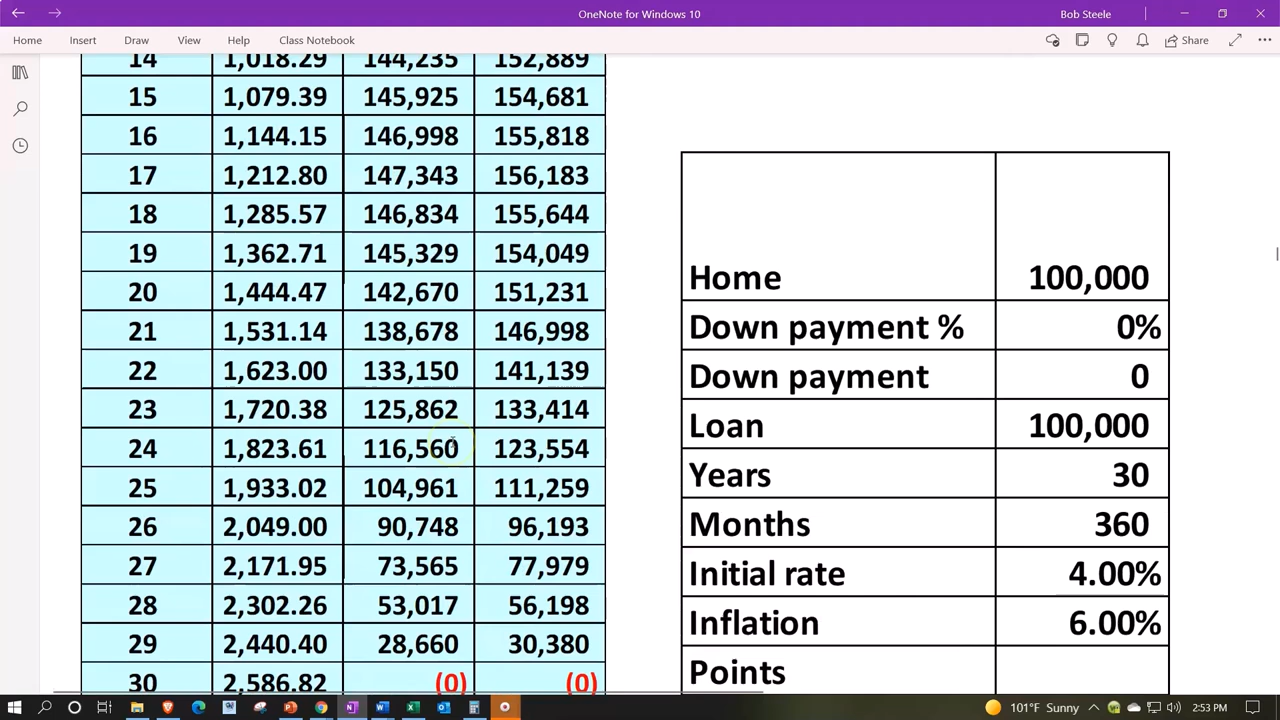 OneNote for Windows 10
Bob Steele
Home Insert Draw View Help Class Notebook Share
14 1,018.29 144,235 152,889
15 1,079.39 145,925 154,681
16 1,144.15 146,998 155,818
17 1,212.80 147,343 156,183
18 1,285.57 146,834 155,644
19 1,362.71 145,329 154,049
20 1,444.47 142,670 151,231
21 1,531.14 138,678 146,998
22 1,623.00 133,150 141,139
23 1,720.38 125,862 133,414
24 1,823.61 116,560 123,554
25 1,933.02 104,961 111,259
26 2,049.00 90,748 96,193
27 2,171.95 73,565 77,979
28 2,302.26 53,017 56,198
29 2,440.40 28,660 30,380
30 2,586.82 (0) (0)
Home 100,000
Down payment % 0%
Down payment 0
Loan 100,000
Years 30
Months 360
Initial rate 4.00%
Inflation 6.00%
Points
101°F Sunny 2:53 PM